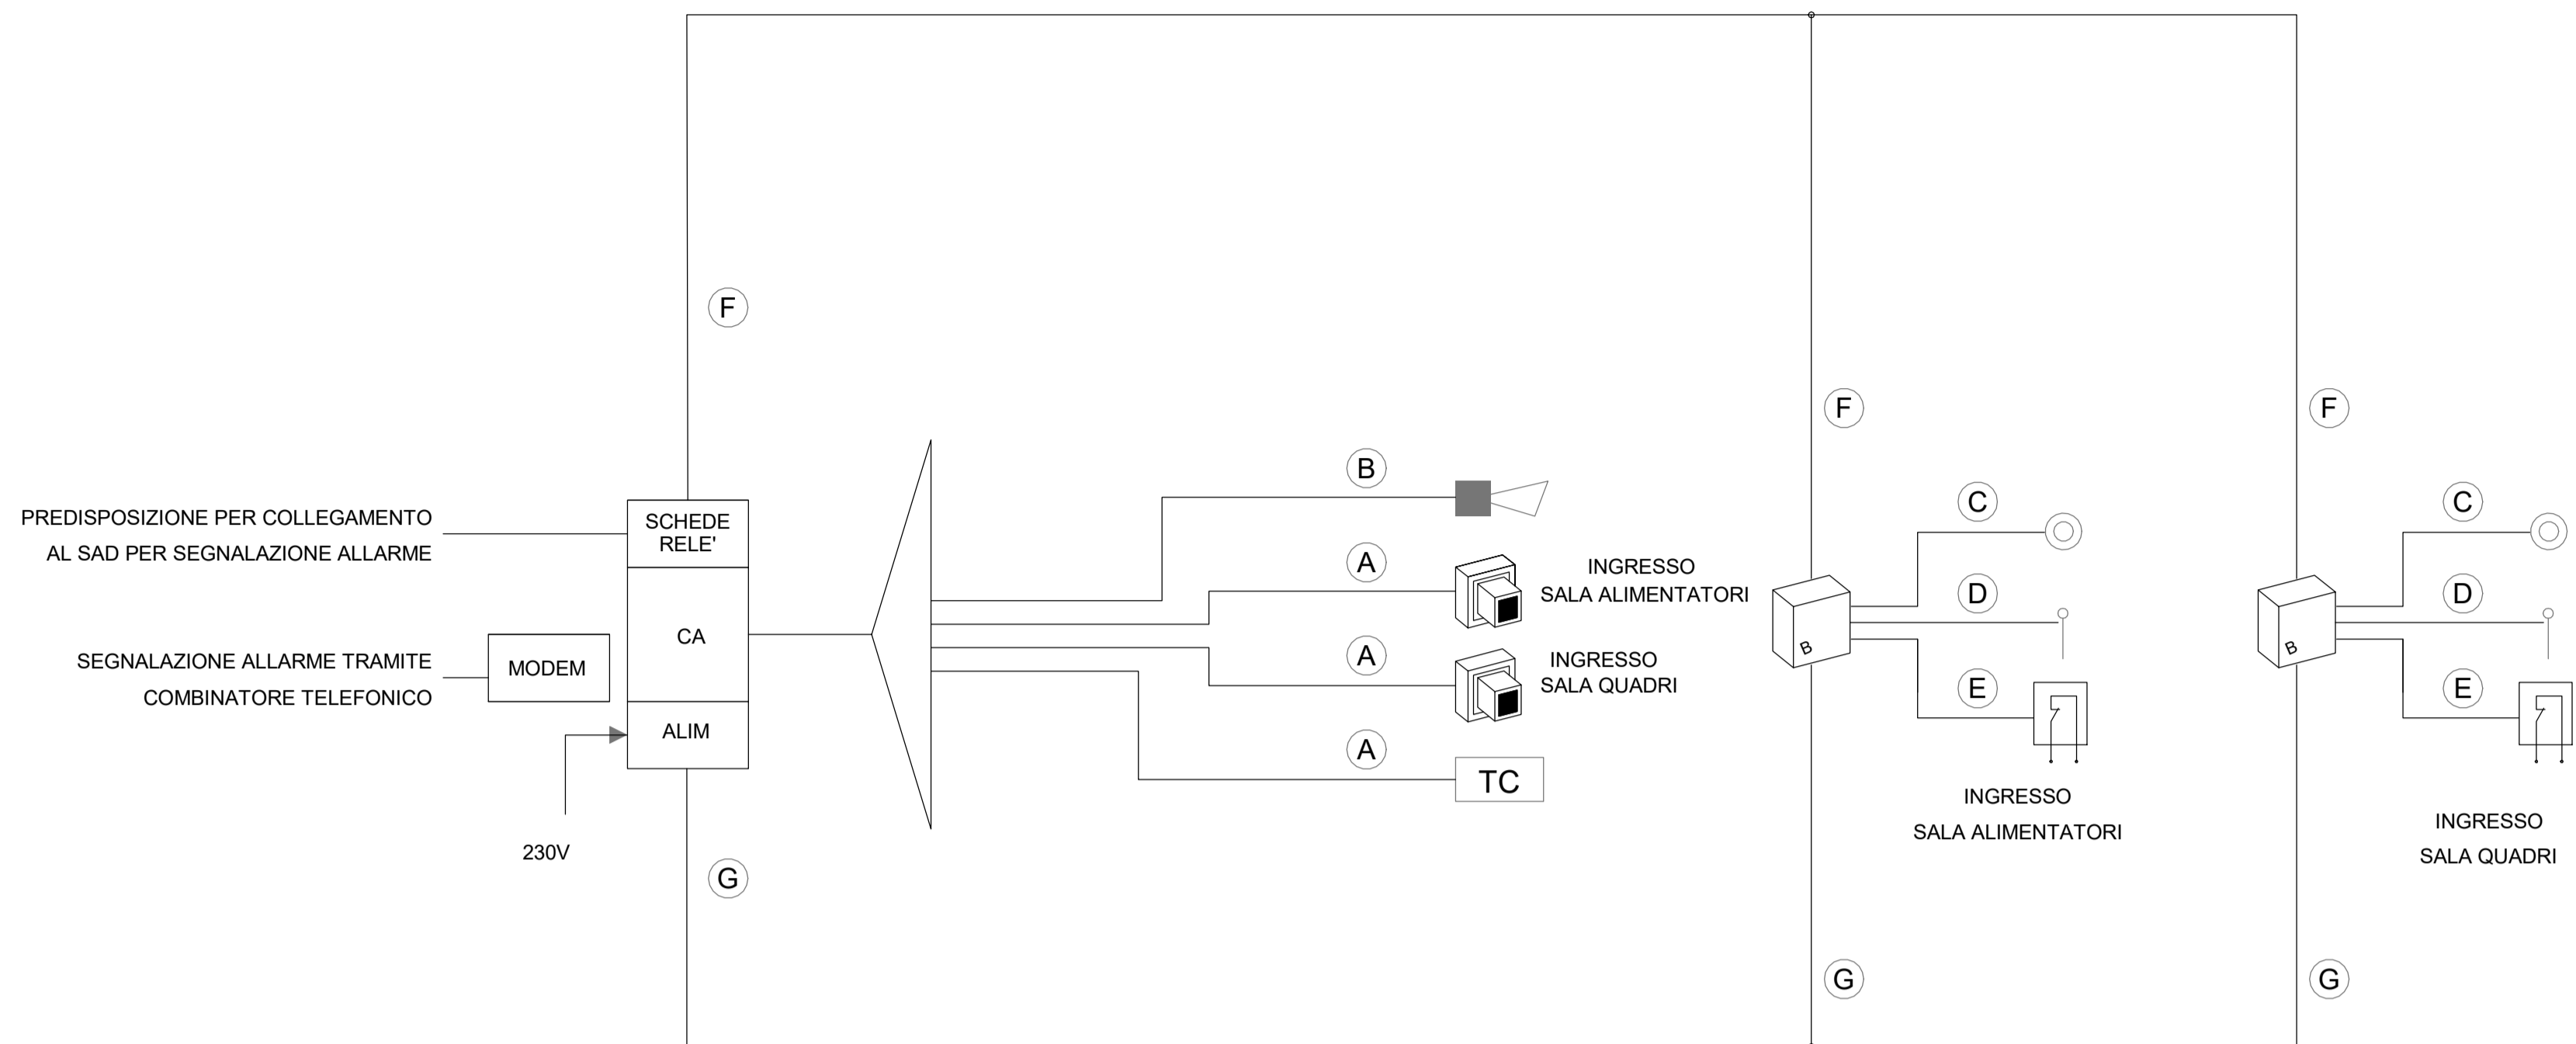 F
F
F
B
C
C
PREDISPOSIZIONE PER COLLEGAMENTO
AL SAD PER SEGNALAZIONE ALLARME
SCHEDE
RELE'
A
INGRESSO
SALA ALIMENTATORI
D
D
CA
B
B
SEGNALAZIONE ALLARME TRAMITE
COMBINATORE TELEFONICO
MODEM
A
INGRESSO
SALA QUADRI
E
E
ALIM
A
TC
INGRESSO
SALA ALIMENTATORI
INGRESSO
SALA QUADRI
230V
G
G
G